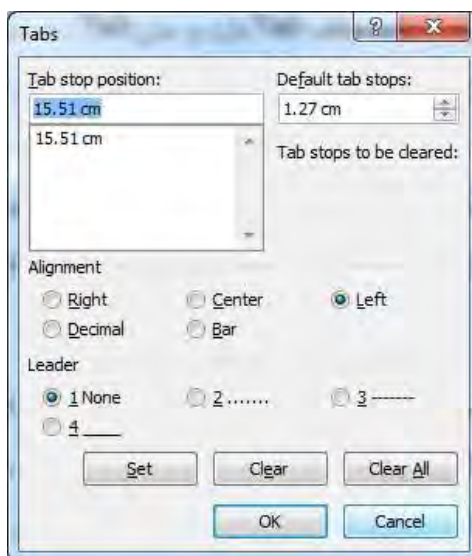 Tabs
?
Tab stop position:
Default tab stops:
15.51 cm
1.27 cm
15.51 cm
Tab stops to be cleared:
Alignment
Right
Center
Left
Decimal
Bar
Leader
1 None
2 .......
3 -------
4 ____
Set
Clear
Clear All
OK
Cancel